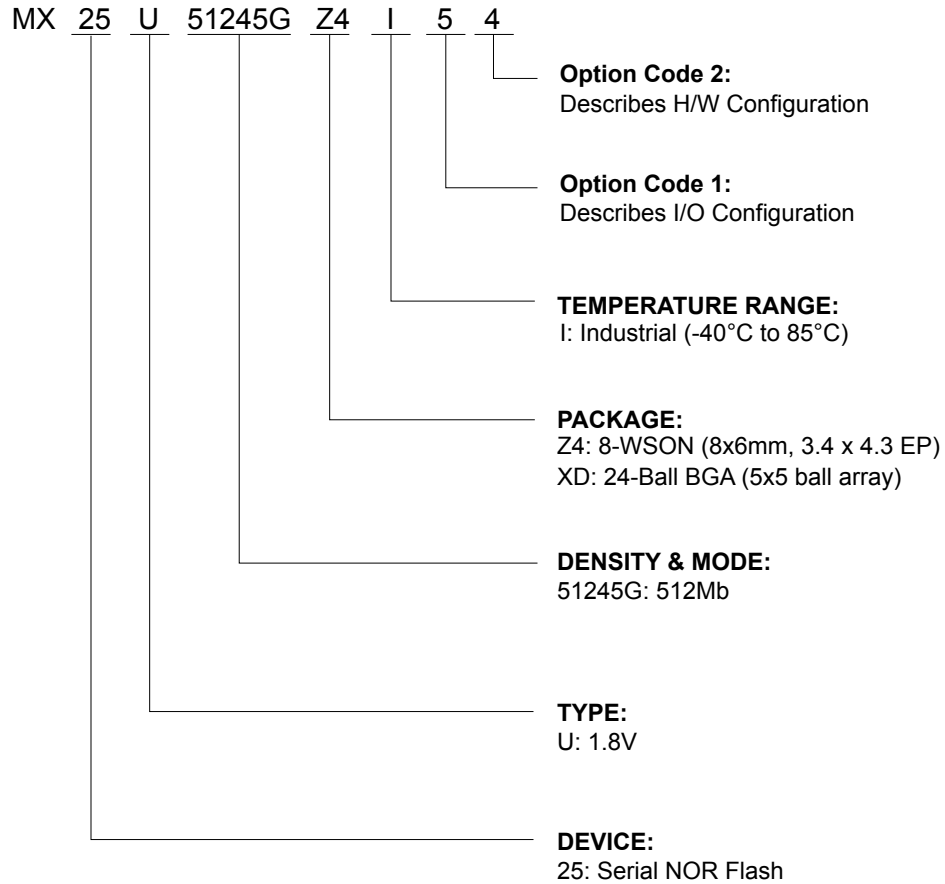 MX 25 U 51245G Z4 I 5 4
Option Code 2:
Describes H/W Configuration
Option Code 1:
Describes I/O Configuration
TEMPERATURE RANGE:
I: Industrial (-40°C to 85°C)
PACKAGE:
Z4: 8-WSON (8x6mm, 3.4 x 4.3 EP)
XD: 24-Ball BGA (5x5 ball array)
DENSITY & MODE:
51245G: 512Mb
TYPE:
U: 1.8V
DEVICE:
25: Serial NOR Flash